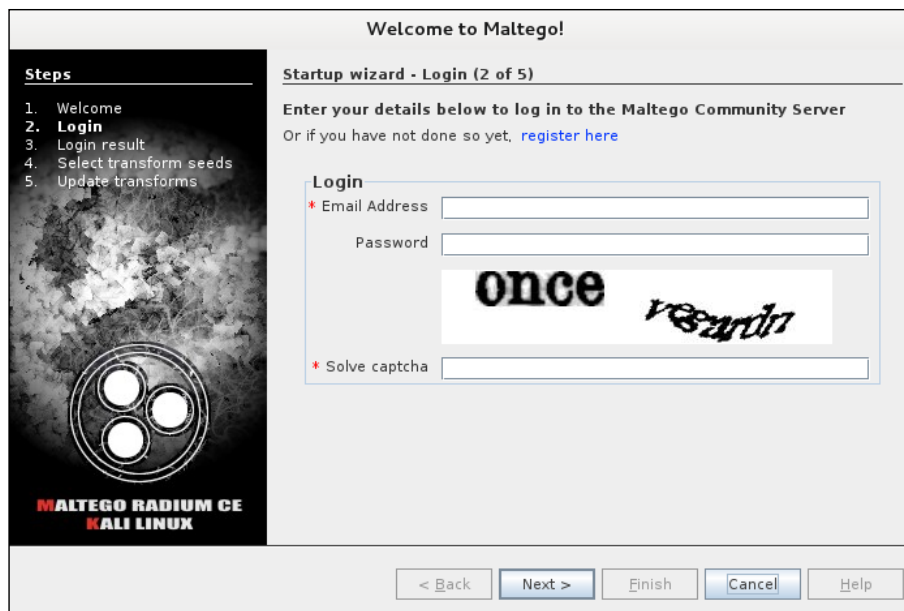 Welcome to Maltego!
Steps
1. Welcome
2. Login
3. Login result
4. Select transform seeds
5. Update transforms
MALTEGO RADIUM CE
KALI LINUX
Startup wizard - Login (2 of 5)
Enter your details below to log in to the Maltego Community Server
Or if you have not done so yet, register here
Login
* Email Address
Password
once
* Solve captcha
< Back Next > Finish Cancel Help